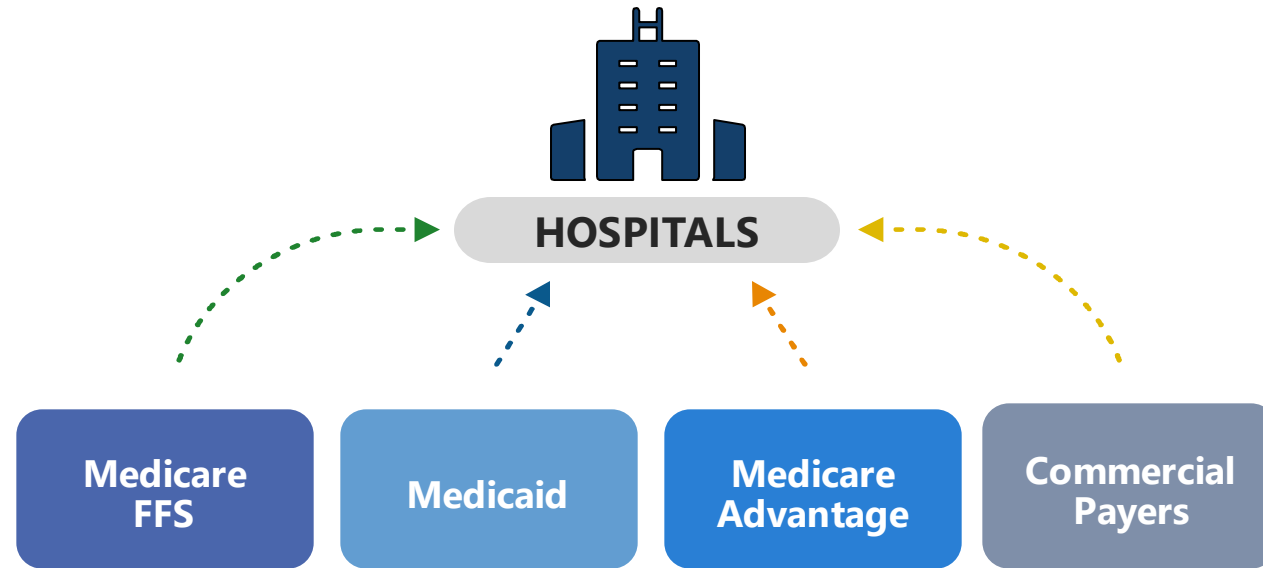 HOSPITALS
Medicare
FFS
Medicaid
Medicare
Advantage
Commercial
Payers